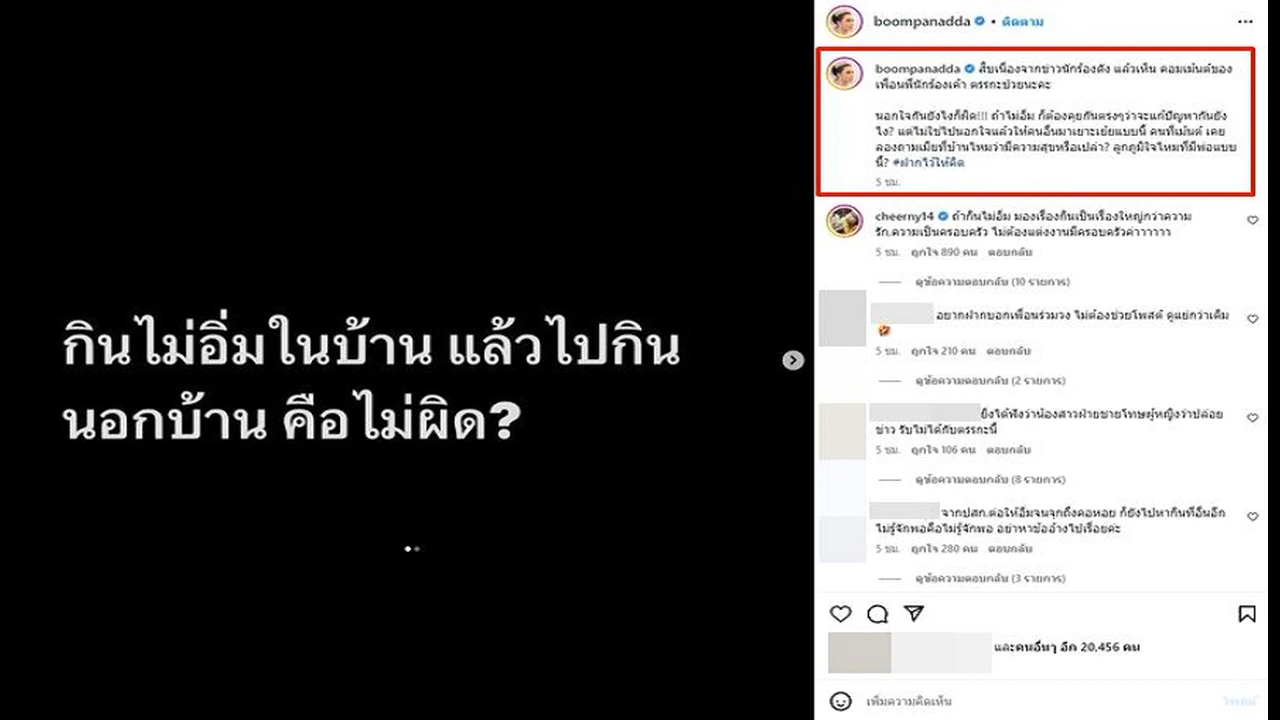 กินไม่อิ่มในบ้าน แล้วไปกิน
นอกบ้าน คือไม่ผิด?
boompanadda • ติดตาม
boompanadda สืบเนื่องจากข่าวนักร้องดัง แล้วเห็น คอมเม้นต์ของ
เพื่อนพี่นักร้องเค้า ตรรกะป่วยนะคะ
นอกใจกันยังไงก็ผิด!!! ถ้าไม่อิ่ม ก็ต้องคุยกันตรงๆว่าจะแก้ปัญหากันยัง
ไง? แต่ไม่ใช่ไปนอกใจแล้วให้คนอื่นมาเยาะเย้ยแบบนี้ คนที่เม้นต์ เคย
ลองถามเมียที่บ้านไหมว่ามีความสุขหรือเปล่า? ลูกภูมิใจไหมที่มีพ่อแบบ
นี้? #ฝากไว้ให้คิด
5 ชม.
cheerny14 ถ้ากินไม่อิ่ม มองเรื่องกินเป็นเรื่องใหญ่กว่าความ
รัก,ความเป็นครอบครัว ไม่ต้องแต่งงานมีครอบครัวค่าาาาาา
5 ชม. ถูกใจ 890 คน ตอบกลับ
ดูข้อความตอบกลับ (10 รายการ)
อยากฝากบอกเพื่อนร่วมวง ไม่ต้องช่วยโพสต์ ดูแย่กว่าเดิม
🤣
5 ชม. ถูกใจ 210 คน ตอบกลับ
ดูข้อความตอบกลับ (2 รายการ)
ยิ่งได้ฟังว่าน้องสาวฝ่ายชายโทษผู้หญิงว่าปล่อย
ข่าว รับไม่ได้กับตรรกะนี้
5 ชม. ถูกใจ 106 คน ตอบกลับ
ดูข้อความตอบกลับ (8 รายการ)
จากปสก.ต่อให้อิ่มจนจุกถึงคอหอย ก็ยังไปหากินที่อื่นอีก
ไม่รู้จักพอคือไม่รู้จักพอ อย่าหาข้ออ้างไปเรื่อยค่ะ
5 ชม. ถูกใจ 280 คน ตอบกลับ
ดูข้อความตอบกลับ (3 รายการ)
และคนอื่นๆ อีก 20,456 คน
เพิ่มความคิดเห็น
โพสต์